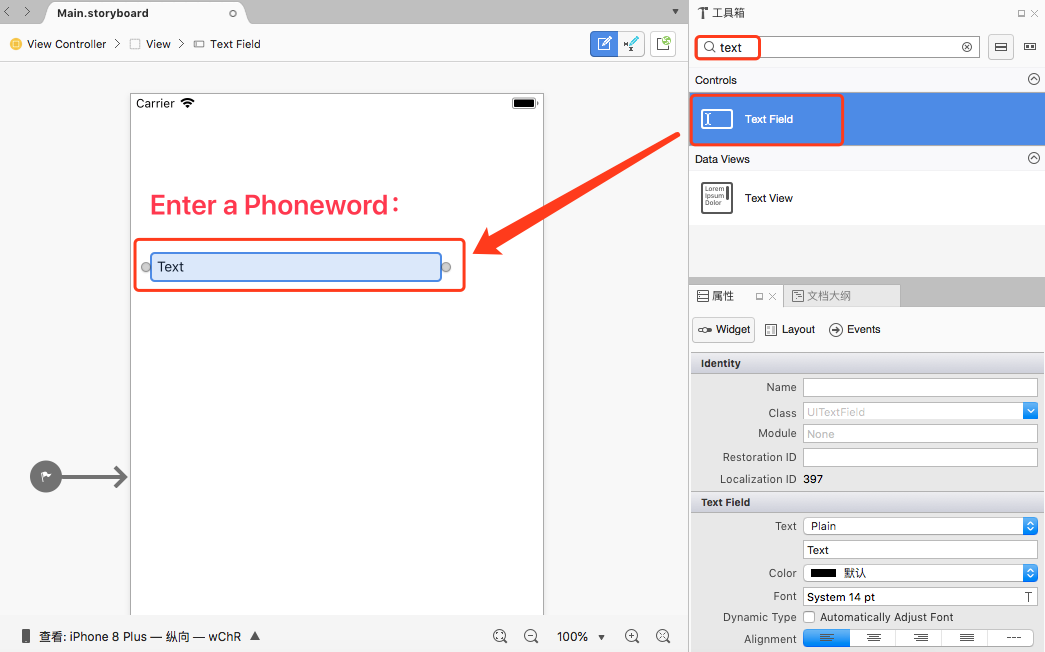 Main.storyboard
View Controller
View
Text Field
Carrier
Enter a Phoneword：
Text
查看: iPhone 8 Plus — 纵向 — wChR
100%
工具箱
text
Controls
Text Field
Data Views
Lorem
Ipsum
Dolor
Text View
属性
文档大纲
Widget
Layout
Events
Identity
Name
Class UITextField
Module None
Restoration ID
Localization ID 397
Text Field
Text Plain
Text
Color 默认
Font System 14 pt T
Dynamic Type Automatically Adjust Font
Alignment